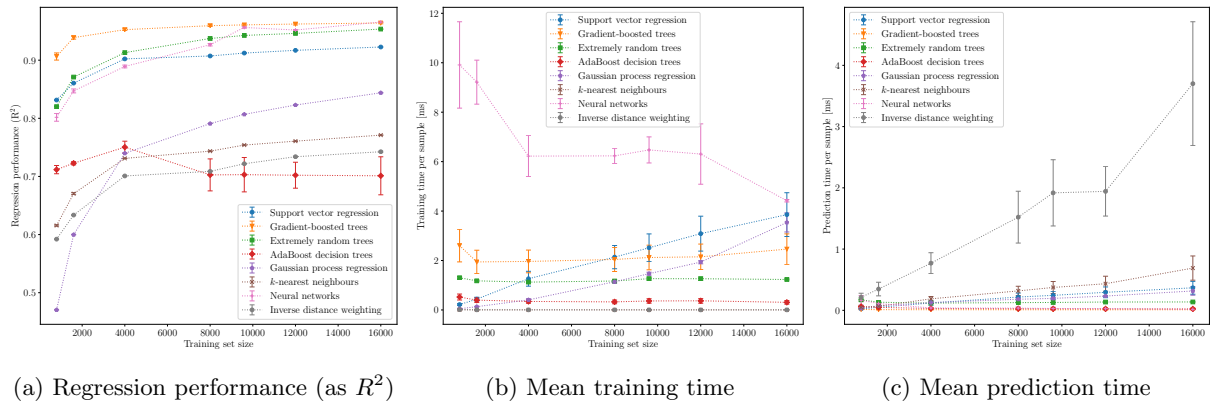 Regression performance (R²)
0.9
0.8
0.7
0.6
0.5
Support vector regression
Gradient-boosted trees
Extremely random trees
AdaBoost decision trees
Gaussian process regression
k-nearest neighbours
Neural networks
Inverse distance weighting
2000 4000 6000 8000 10000 12000 14000 16000
Training set size
(a) Regression performance (as R²)
Training time per sample [ms]
12
10
8
6
4
2
0
Support vector regression
Gradient-boosted trees
Extremely random trees
AdaBoost decision trees
Gaussian process regression
k-nearest neighbours
Neural networks
Inverse distance weighting
2000 4000 6000 8000 10000 12000 14000 16000
Training set size
(b) Mean training time
Prediction time per sample [ms]
4
3
2
1
0
Support vector regression
Gradient-boosted trees
Extremely random trees
AdaBoost decision trees
Gaussian process regression
k-nearest neighbours
Neural networks
Inverse distance weighting
2000 4000 6000 8000 10000 12000 14000 16000
Training set size
(c) Mean prediction time